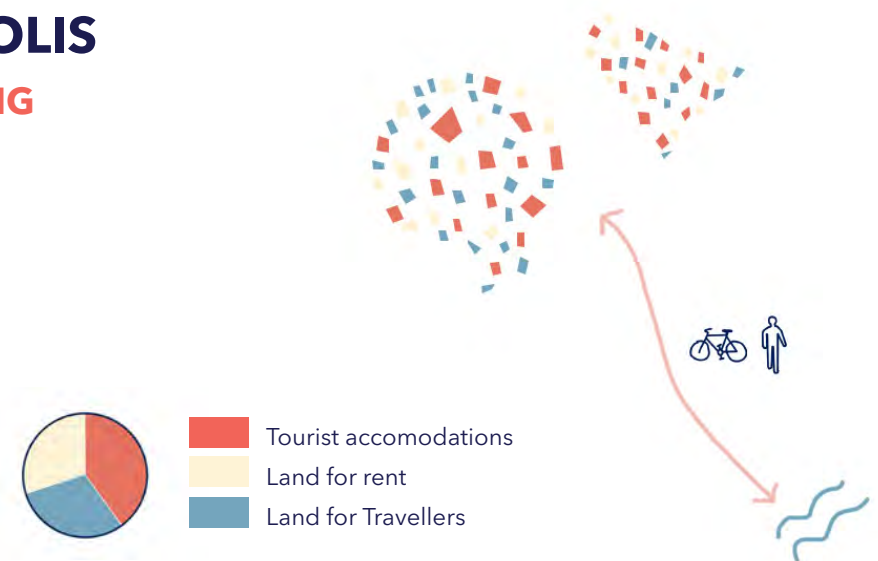 OLIS
IG
Tourist accomodations
Land for rent
Land for Travellers